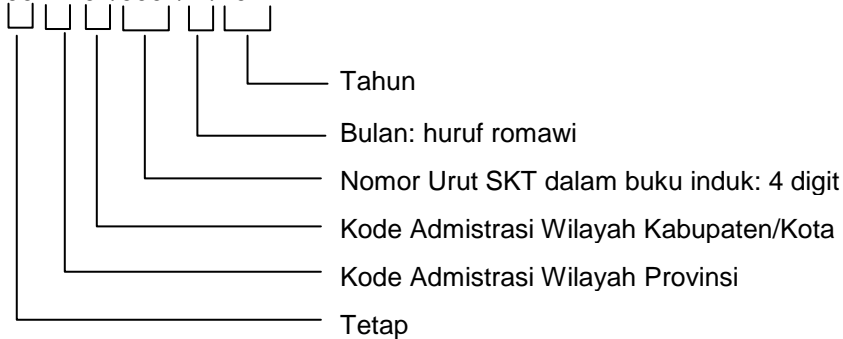 Tahun
Bulan: huruf romawi
Nomor Urut SKT dalam buku induk: 4 digit
Kode Admistrasi Wilayah Kabupaten/Kota
Kode Admistrasi Wilayah Provinsi
Tetap